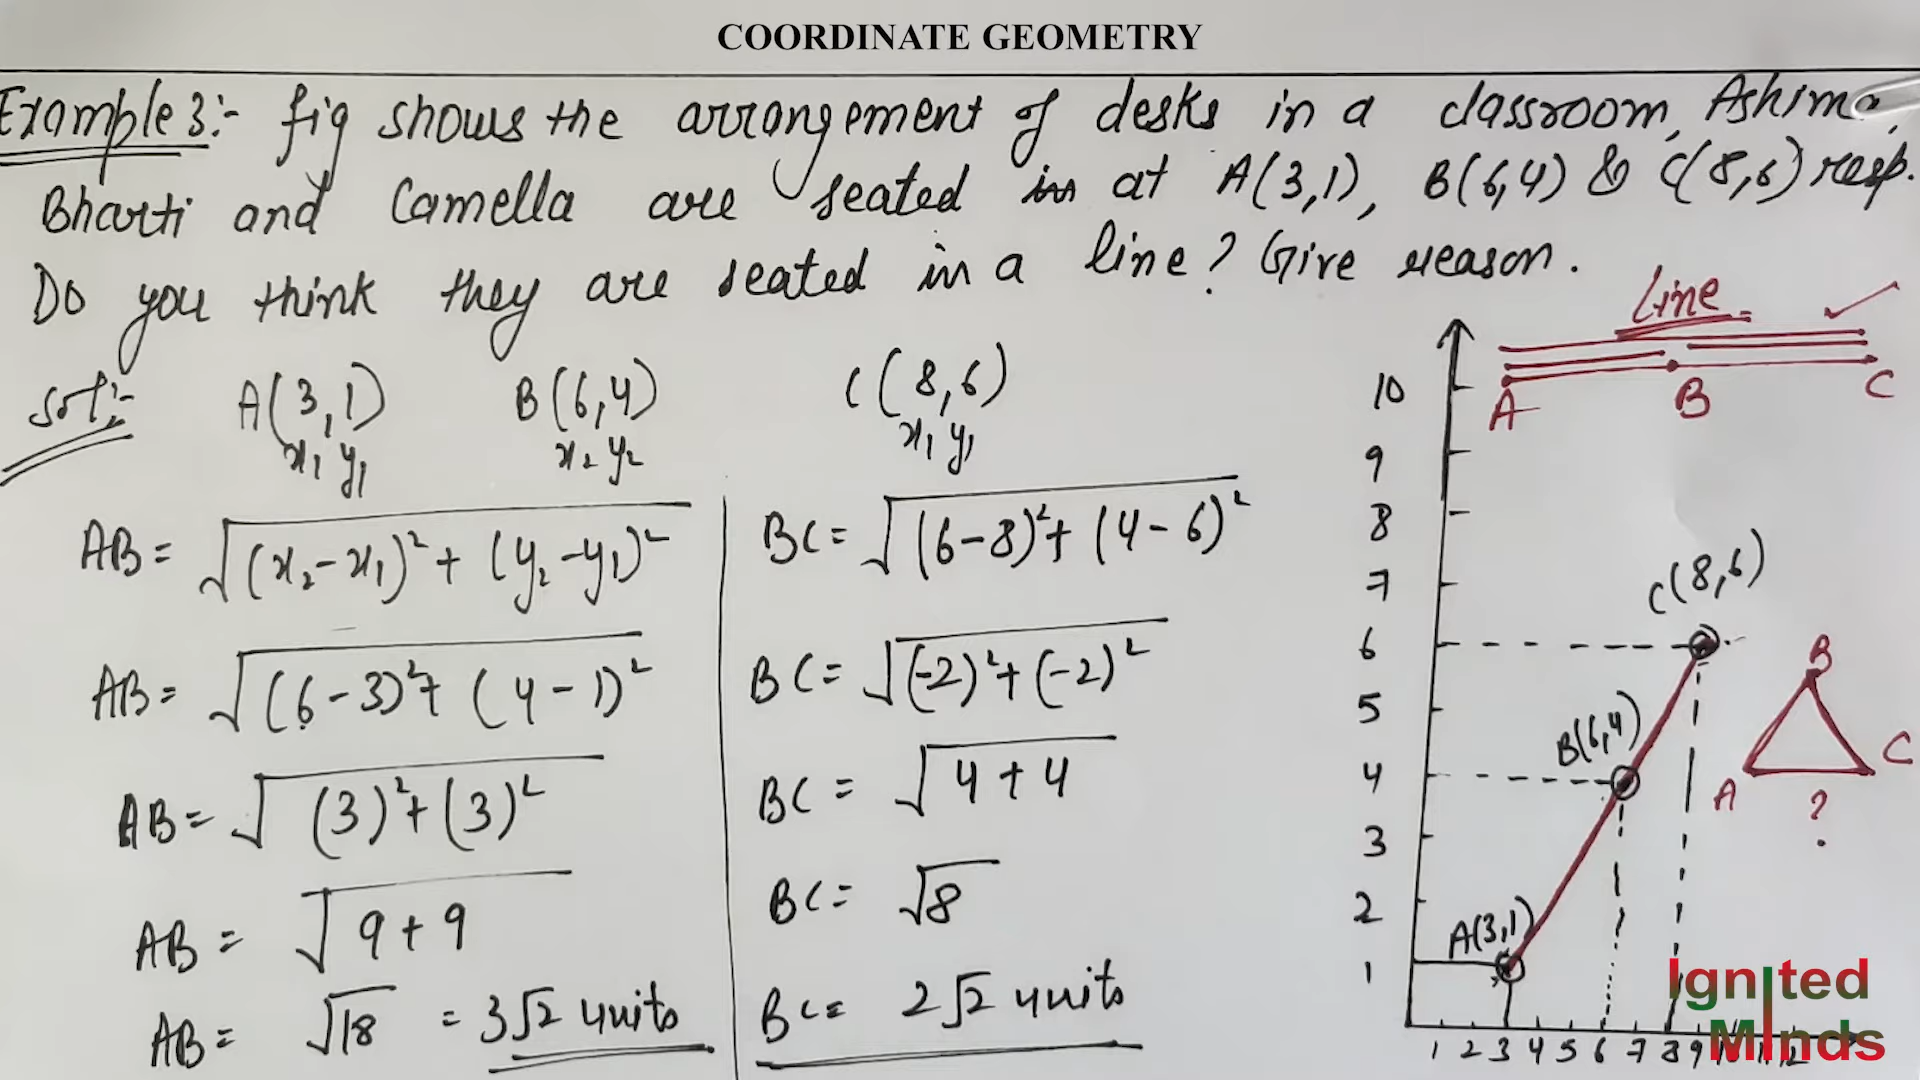 COORDINATE GEOMETRY
Example 3:- fig shows the arrangement of desks in a classroom, Ashima,
Bharti and Camella are seated in at A(3,1), B(6,4) & C(8,6) resp.
Do you think they are seated in a line? Give reason.
Line
A B C
Sol:- A(3,1) B(6,4) C(8,6)
x₁ y₁ x₂ y₂ x₁ y₁
AB = √(x₂-x₁)²+(y₂-y₁)²
AB = √(6-3)²+(4-1)²
AB = √(3)²+(3)²
AB = √9+9
AB = √18 = 3√2 units
BC = √(6-8)²+(4-6)²
BC = √(-2)²+(-2)²
BC = √4+4
BC = √8
BC = 2√2 units
10
9
8
7
6
5
4
3
2
1
C(8,6)
B(6,4)
A(3,1)
B
A C
?
1 2 3 4 5 6 7 8 9 10 11 12
Ignited
Minds